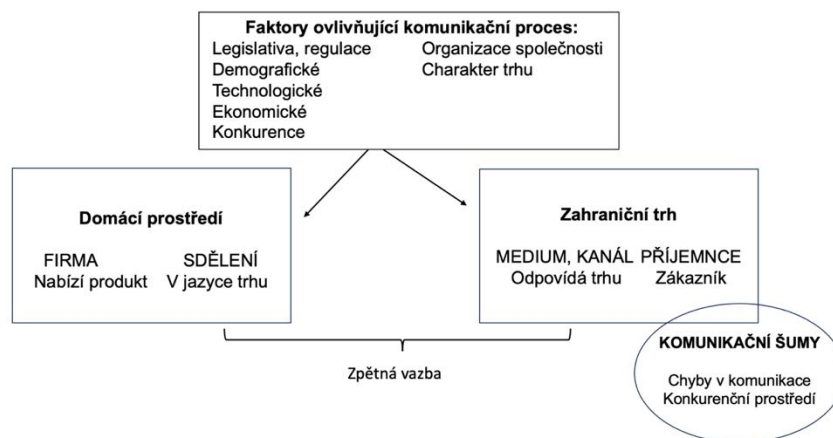 Faktory ovlivňující komunikační proces:
Legislativa, regulace Organizace společnosti
Demografické Charakter trhu
Technologické
Ekonomické
Konkurence
Domácí prostředí
FIRMA SDĚLENÍ
Nabízí produkt V jazyce trhu
Zahraniční trh
MEDIUM, KANÁL PŘÍJEMNCE
Odpovídá trhu Zákazník
Zpětná vazba
KOMUNIKAČNÍ ŠUMY
Chyby v komunikace
Konkurenční prostředí